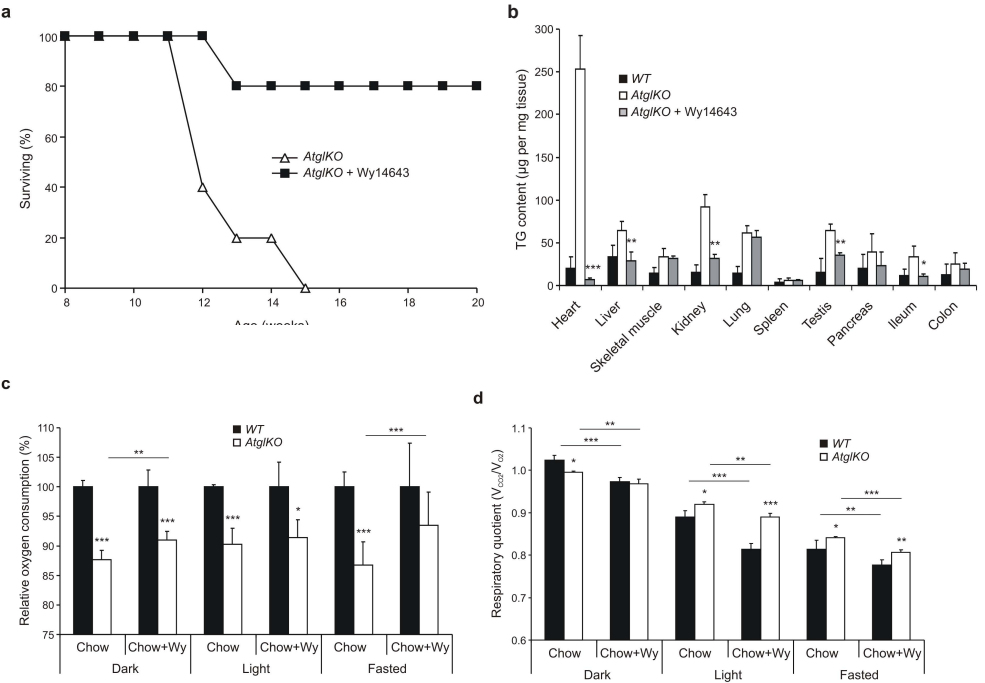 a
Surviving (%)
100
80
60
40
20
0
AtglKO
AtglKO + Wy14643
8 10 12 14 16 18 20
b
TG content (µg per mg tissue)
300
250
200
150
100
50
0
WT
AtglKO
AtglKO + Wy14643
***
**
**
**
*
Heart Liver Skeletal muscle Kidney Lung Spleen Testis Pancreas Ileum Colon
c
Relative oxygen consumption (%)
110
105
100
95
90
85
80
75
WT
AtglKO
**
***
***
***
***
*
***
Chow Chow+Wy Chow Chow+Wy Chow Chow+Wy
Dark Light Fasted
d
Respiratory quotient (VCO2/VO2)
1.1
1.0
0.9
0.8
0.7
0.6
WT
AtglKO
**
***
*
**
***
*
***
***
**
*
**
Chow Chow+Wy Chow Chow+Wy Chow Chow+Wy
Dark Light Fasted